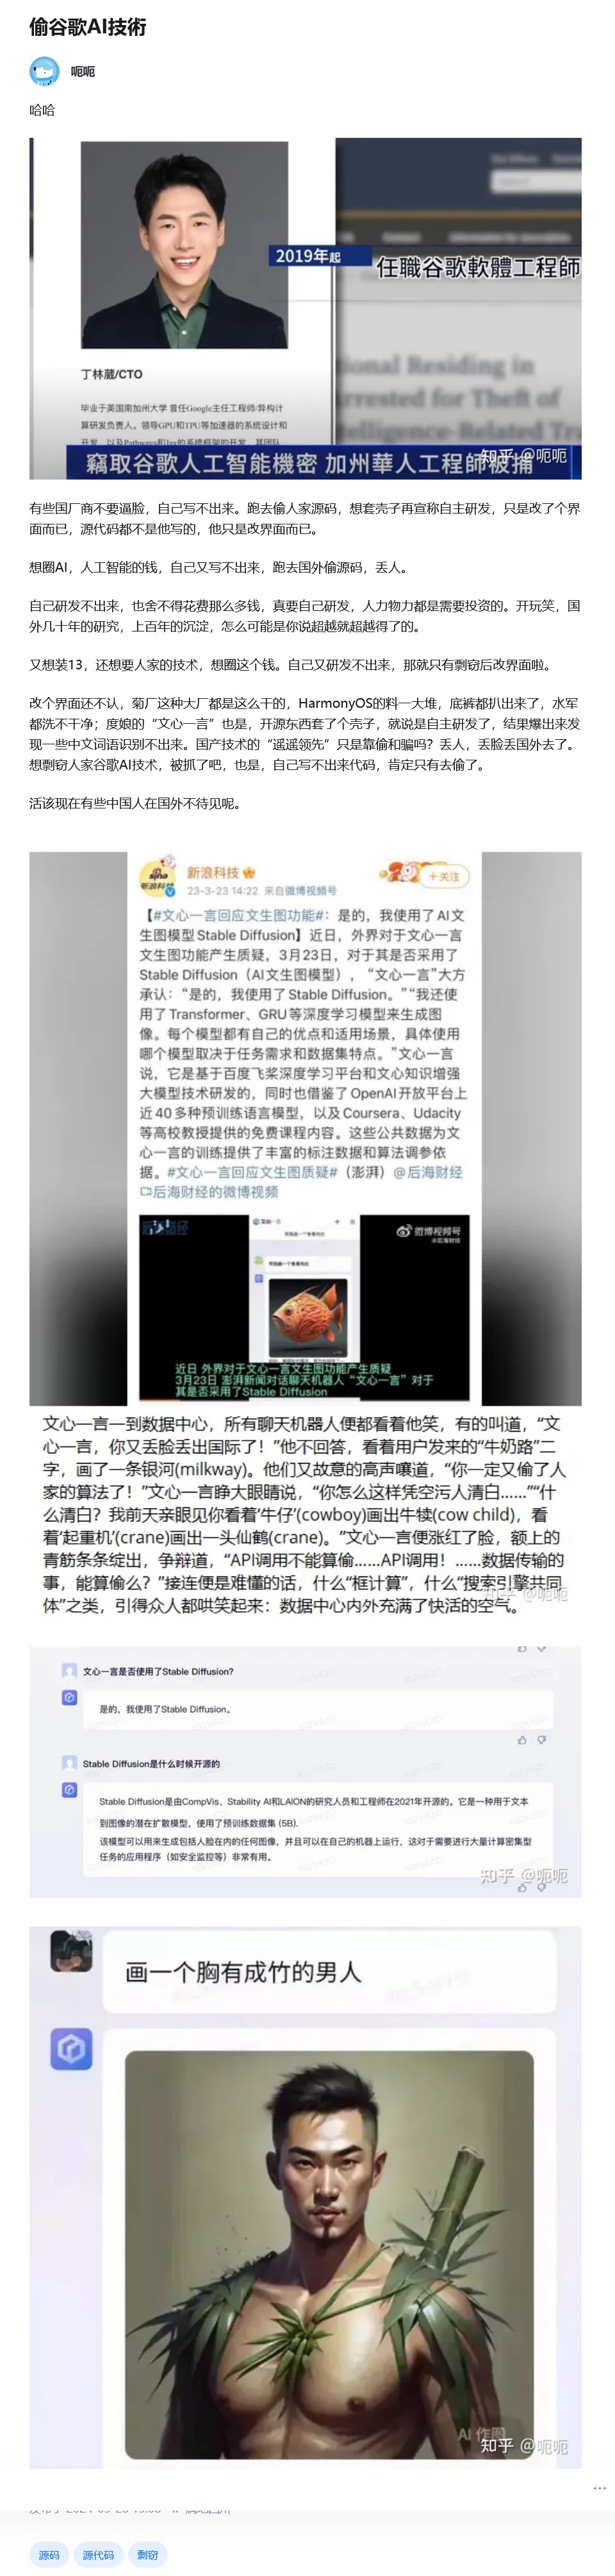 偷谷歌AI技術
呃呃
哈哈
2019年起
任職谷歌軟體工程師
丁林葳/CTO
毕业于美国南加州大学 曾任Google主任工程师/异构计
算研发负责人。领导GPU和TPU等加速器的系统设计和
开发，以及Pathways和Jax的系统框架的开发，其团队
ional Residing in
rrested for Theft of
elligence-Related Tra
竊取谷歌人工智能機密 加州華人工程師被捕
知乎 @呃呃
有些国厂商不要逼脸，自己写不出来。跑去偷人家源码，想套壳子再宣称自主研发，只是改了个界
面而已，源代码都不是他写的，他只是改界面而已。
想圈AI，人工智能的钱，自己又写不出来，跑去国外偷源码，丢人。
自己研发不出来，也舍不得花费那么多钱，真要自己研发，人力物力都是需要投资的。开玩笑，国
外几十年的研究，上百年的沉淀，怎么可能是你说超越就超越得了的。
又想装13，还想要人家的技术，想圈这个钱。自己又研发不出来，那就只有剽窃后改界面啦。
改个界面还不认，菊厂这种大厂都是这么干的，HarmonyOS的料一大堆，底裤都扒出来了，水军
都洗不干净；度娘的“文心一言”也是，开源东西套了个壳子，就说是自主研发了，结果爆出来发
现一些中文词语识别不出来。国产技术的“遥遥领先”只是靠偷和骗吗？丢人，丢脸丢国外去了。
想剽窃人家谷歌AI技术，被抓了吧，也是，自己写不出来代码，肯定只有去偷了。
活该现在有些中国人在国外不待见呢。
sina
新浪科技
新浪科技
23-3-23 14:22 来自微博视频号
+关注
【#文心一言回应文生图功能#：是的，我使用了AI文
生图模型Stable Diffusion】近日，外界对于文心一言
文生图功能产生质疑，3月23日，对于其是否采用了
Stable Diffusion（AI文生图模型），“文心一言”大方
承认：“是的，我使用了Stable Diffusion。”“我还使
用了Transformer、GRU等深度学习模型来生成图
像。每个模型都有自己的优点和适用场景，具体使用
哪个模型取决于任务需求和数据集特点。”文心一言
说，它是基于百度飞桨深度学习平台和文心知识增强
大模型技术研发的，同时也借鉴了OpenAI开放平台上
近40多种预训练语言模型，以及Coursera、Udacity
等高校教授提供的免费课程内容。这些公共数据为文
心一言的训练提供了丰富的标注数据和算法调参依
据。#文心一言回应文生图质疑#（澎湃）@后海财经
后海财经的微博视频
微博视频号
近日 外界对于文心一言文生图功能产生质疑
3月23日 澎湃新闻对话聊天机器人“文心一言”对于
其是否采用了Stable Diffusion
文心一言一到数据中心，所有聊天机器人便都看着他笑，有的叫道，“文
心一言，你又丢脸丢出国际了！”他不回答，看着用户发来的“牛奶路”二
字，画了一条银河(milkway)。他们又故意的高声嚷道，“你一定又偷了人
家的算法了！”文心一言睁大眼睛说，“你怎么这样凭空污人清白……”“什
么清白？我前天亲眼见你看着‘牛仔’(cowboy)画出牛犊(cow child)，看
着‘起重机’(crane)画出一头仙鹤(crane)。”文心一言便涨红了脸，额上的
青筋条条绽出，争辩道，“API调用不能算偷……API调用！……数据传输的
事，能算偷么？”接连便是难懂的话，什么“框计算”，什么“搜索引擎共同
体”之类，引得众人都哄笑起来：数据中心内外充满了快活的空气。
知乎 @呃呃
文心一言是否使用了Stable Diffusion?
是的，我使用了Stable Diffusion。
Stable Diffusion是什么时候开源的
Stable Diffusion是由CompVis、Stability AI和LAION的研究人员和工程师在2021年开源的。它是一种用于文本
到图像的潜在扩散模型，使用了预训练数据集 (5B).
该模型可以用来生成包括人脸在内的任何图像，并且可以在自己的机器上运行，这对于需要进行大量计算密集型
任务的应用程序（如安全监控等）非常有用。
知乎 @呃呃
画一个胸有成竹的男人
AI 作图
知乎 @呃呃
源码
源代码
剽窃